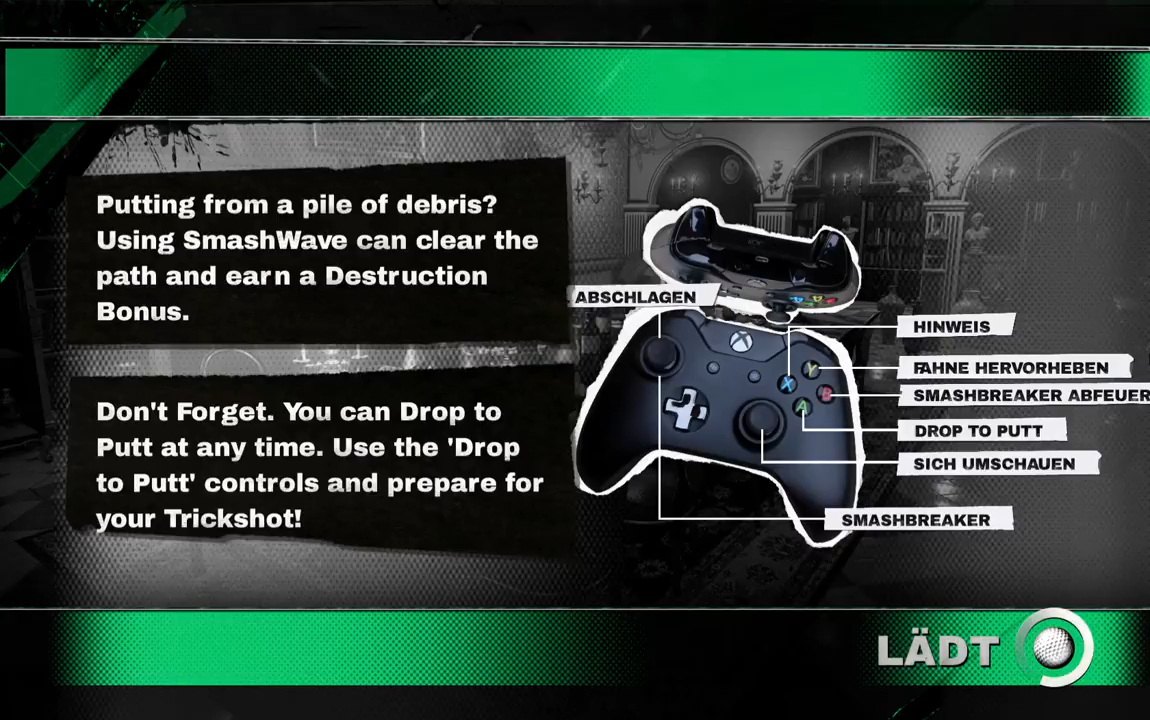 Putting from a pile of debris?
Using SmashWave can clear the
path and earn a Destruction
Bonus.
Don't Forget. You can Drop to
Putt at any time. Use the 'Drop
to Putt' controls and prepare for
your Trickshot!
ABSCHLAGEN
HINWEIS
FAHNE HERVORHEBEN
SMASHBREAKER ABFEUER
DROP TO PUTT
SICH UMSCHAUEN
SMASHBREAKER
X
Y
B
A
LÄDT